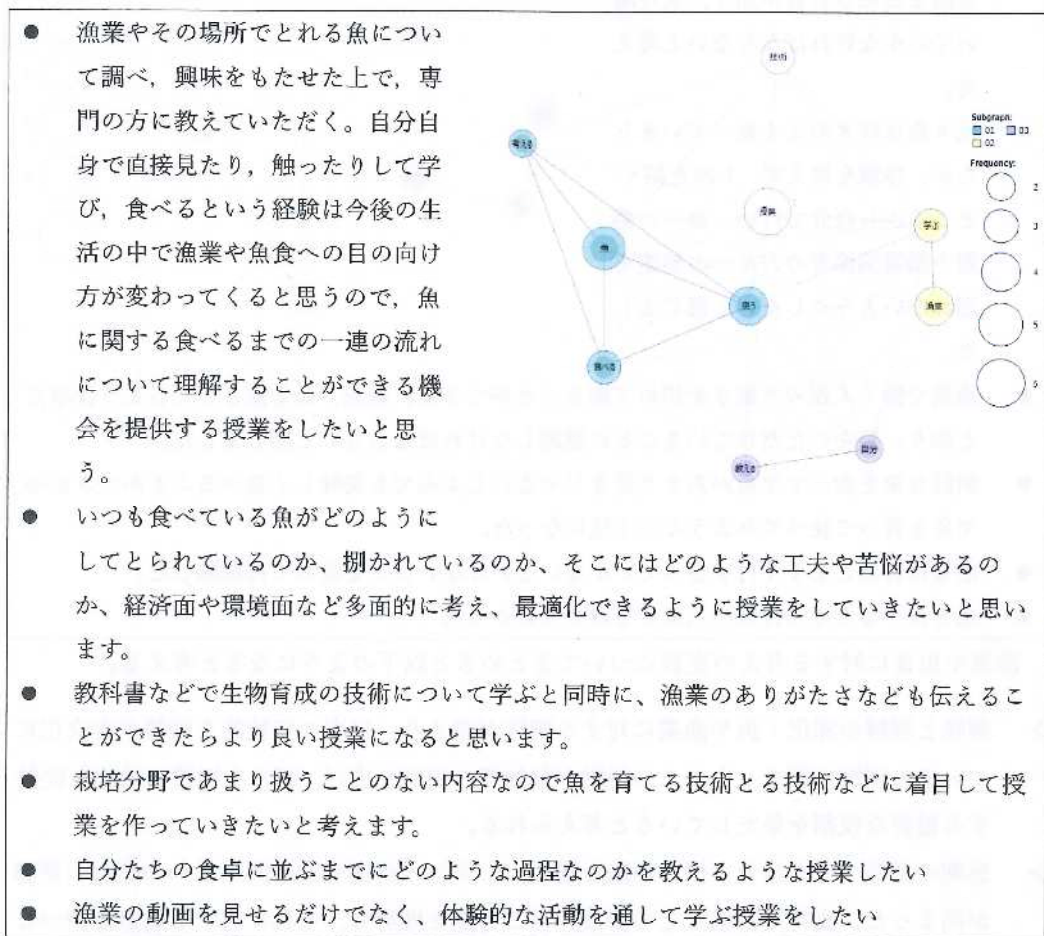 ● 漁業やその場所でとれる魚につい
て調べ，興味をもたせた上で，専
門の方に教えていただく。自分自
身で直接見たり，触ったりして学
び，食べるという経験は今後の生
活の中で漁業や魚食への目の向け
方が変わってくると思うので，魚
に関する食べるまでの一連の流れ
について理解することができる機
会を提供する授業をしたいと思
う。
技術
考える
魚
授業
思う
食べる
学ぶ
漁業
教える
自分
Subgraph:
01 03
02
Frequency:
2
3
4
5
6
● いつも食べている魚がどのように
してとられているのか、捌かれているのか、そこにはどのような工夫や苦悩があるの
か、経済面や環境面など多面的に考え、最適化できるように授業をしていきたいと思い
ます。
● 教科書などで生物育成の技術について学ぶと同時に、漁業のありがたさなども伝えるこ
とができたらより良い授業になると思います。
● 栽培分野であまり扱うことのない内容なので魚を育てる技術とる技術などに着目して授
業を作っていきたいと考えます。
● 自分たちの食卓に並ぶまでにどのような過程なのかを教えるような授業したい
● 漁業の動画を見せるだけでなく、体験的な活動を通して学ぶ授業をしたい